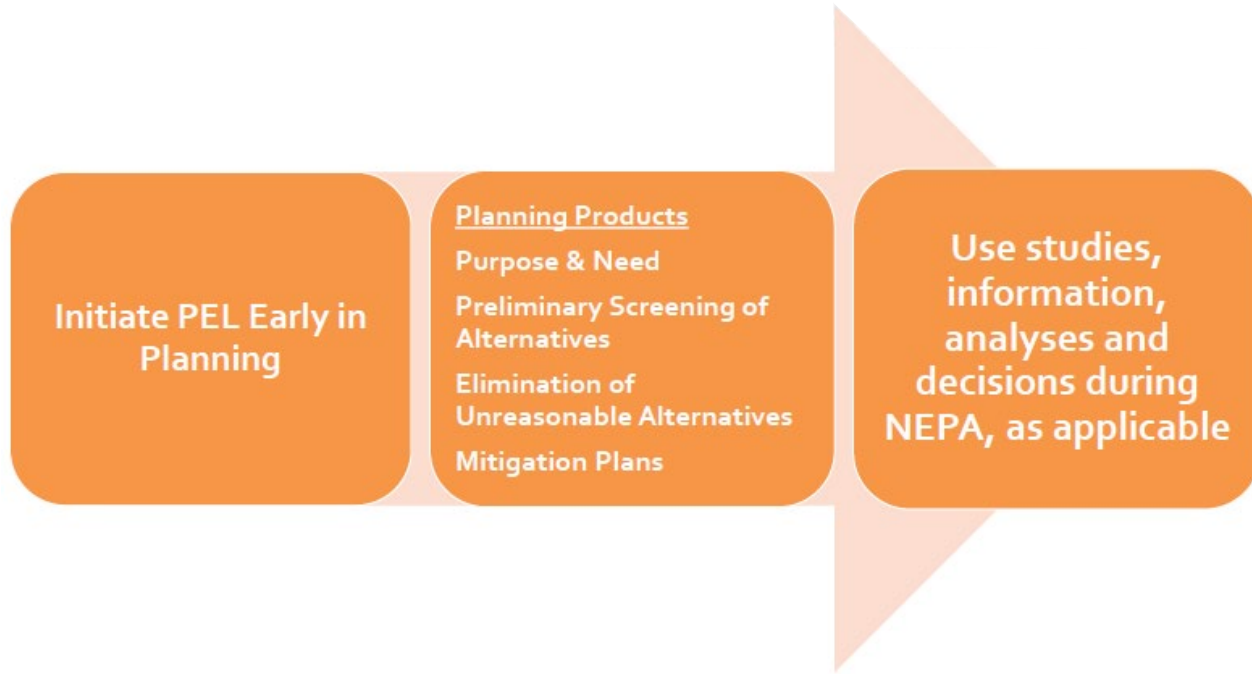 Initiate PEL Early in
Planning
Planning Products
Purpose & Need
Preliminary Screening of
Alternatives
Elimination of
Unreasonable Alternatives
Mitigation Plans
Use studies,
information,
analyses and
decisions during
NEPA, as applicable